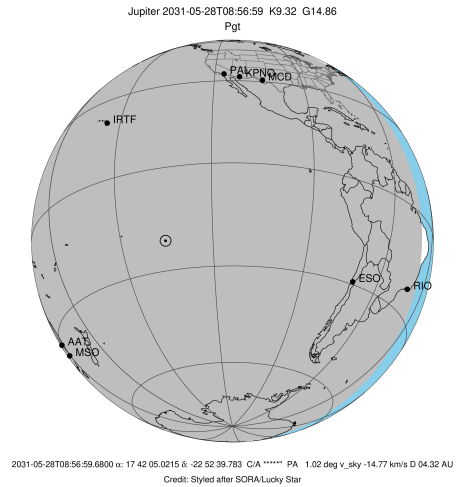 Jupiter 2031-05-28T08:56:59 K9.32 G14.86
Pgt
PAL
KPNO
MCD
IRTF
ESO
RIO
AAT
MSO
2031-05-28T08:56:59.6800 α: 17 42 05.0215 δ: -22 52 39.783 C/A *****" PA 1.02 deg v_sky -14.77 km/s D 04.32 AU
Credit: Styled after SORA/Lucky Star